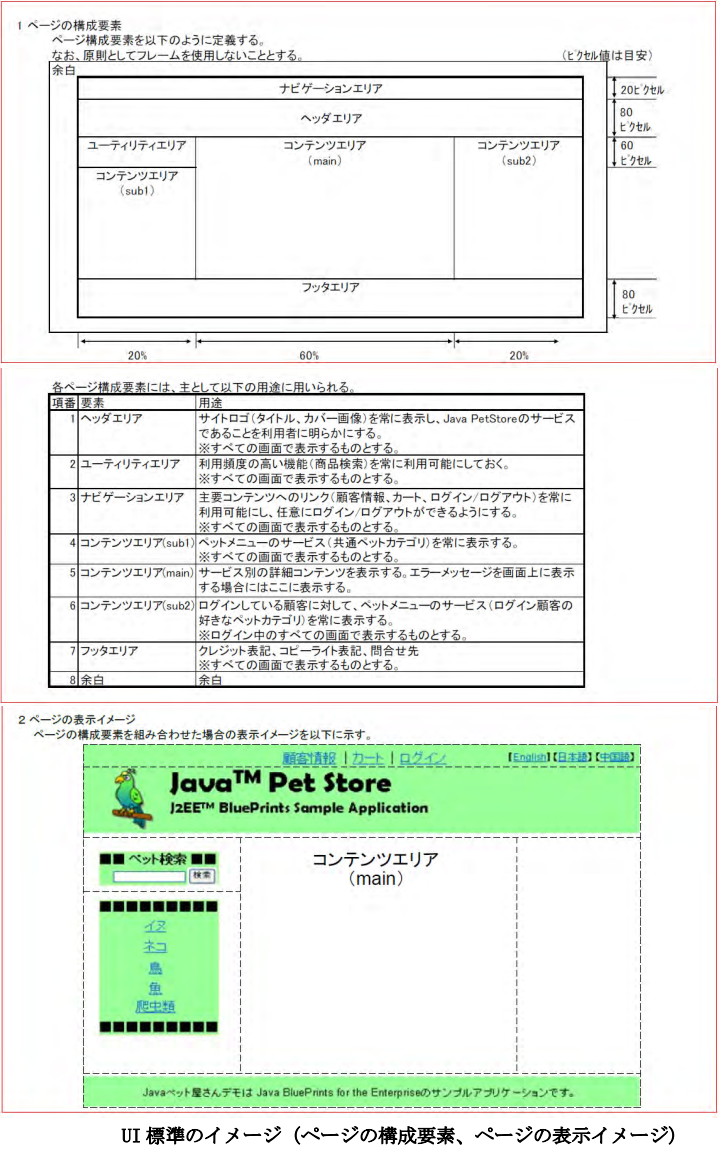 1 ページの構成要素
ページ構成要素を以下のように定義する。
なお、原則としてフレームを使用しないこととする。
（ﾋﾟｸｾﾙ値は目安）
余白
ナビゲーションエリア
20ﾋﾟｸｾﾙ
ヘッダエリア
80
ﾋﾟｸｾﾙ
ユーティリティエリア
コンテンツエリア
（main）
コンテンツエリア
（sub2）
60
ﾋﾟｸｾﾙ
コンテンツエリア
（sub1）
フッタエリア
80
ﾋﾟｸｾﾙ
20%
60%
20%
各ページ構成要素には、主として以下の用途に用いられる。
項番 要素 用途
1 ヘッダエリア サイトロゴ（タイトル、カバー画像）を常に表示し、Java PetStoreのサービス
であることを利用者に明らかにする。
※すべての画面で表示するものとする。
2 ユーティリティエリア 利用頻度の高い機能（商品検索）を常に利用可能にしておく。
※すべての画面で表示するものとする。
3 ナビゲーションエリア 主要コンテンツへのリンク（顧客情報、カート、ログイン/ログアウト）を常に
利用可能にし、任意にログイン/ログアウトができるようにする。
※すべての画面で表示するものとする。
4 コンテンツエリア(sub1) ペットメニューのサービス（共通ペットカテゴリ）を常に表示する。
※すべての画面で表示するものとする。
5 コンテンツエリア(main) サービス別の詳細コンテンツを表示する。エラーメッセージを画面上に表示
する場合にはここに表示する。
6 コンテンツエリア(sub2) ログインしている顧客に対して、ペットメニューのサービス（ログイン顧客の
好きなペットカテゴリ）を常に表示する。
※ログイン中のすべての画面で表示するものとする。
7 フッタエリア クレジット表記、コピーライト表記、問合せ先
※すべての画面で表示するものとする。
8 余白 余白
2 ページの表示イメージ
ページの構成要素を組み合わせた場合の表示イメージを以下に示す。
顧客情報 | カート | ログイン 【English】【日本語】【中国語】
Java™ Pet Store
J2EE™ BluePrints Sample Application
■■ ペット検索 ■■
検索
コンテンツエリア
（main）
■■■■■■■■■
イヌ
ネコ
鳥
魚
爬虫類
■■■■■■■■■
Javaペット屋さんデモは Java BluePrints for the Enterpriseのサンプルアプリケーションです。
UI 標準のイメージ（ページの構成要素、ページの表示イメージ）